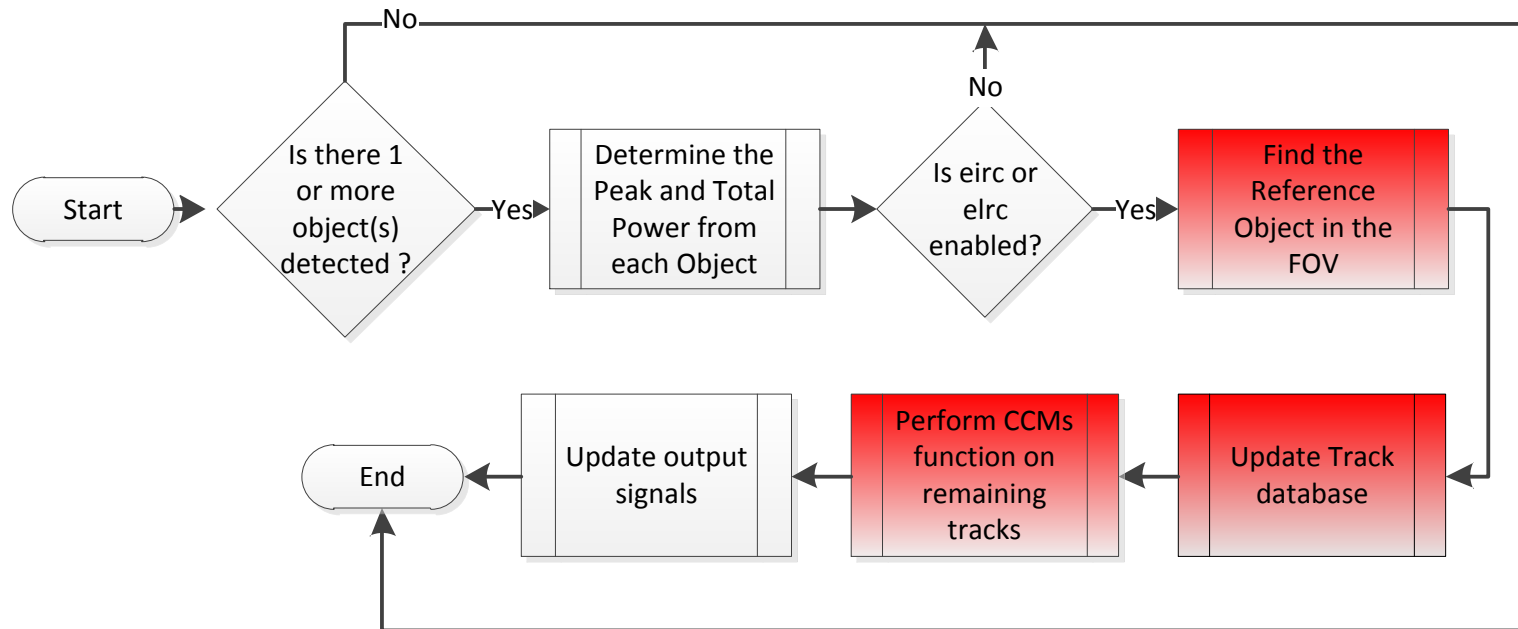 No
No
Start
Is there 1
or more
object(s)
detected ?
Yes
Determine the
Peak and Total
Power from
each Object
Is eirc or
elrc
enabled?
Yes
Find the
Reference
Object in the
FOV
End
Update output
signals
Perform CCMs
function on
remaining
tracks
Update Track
database